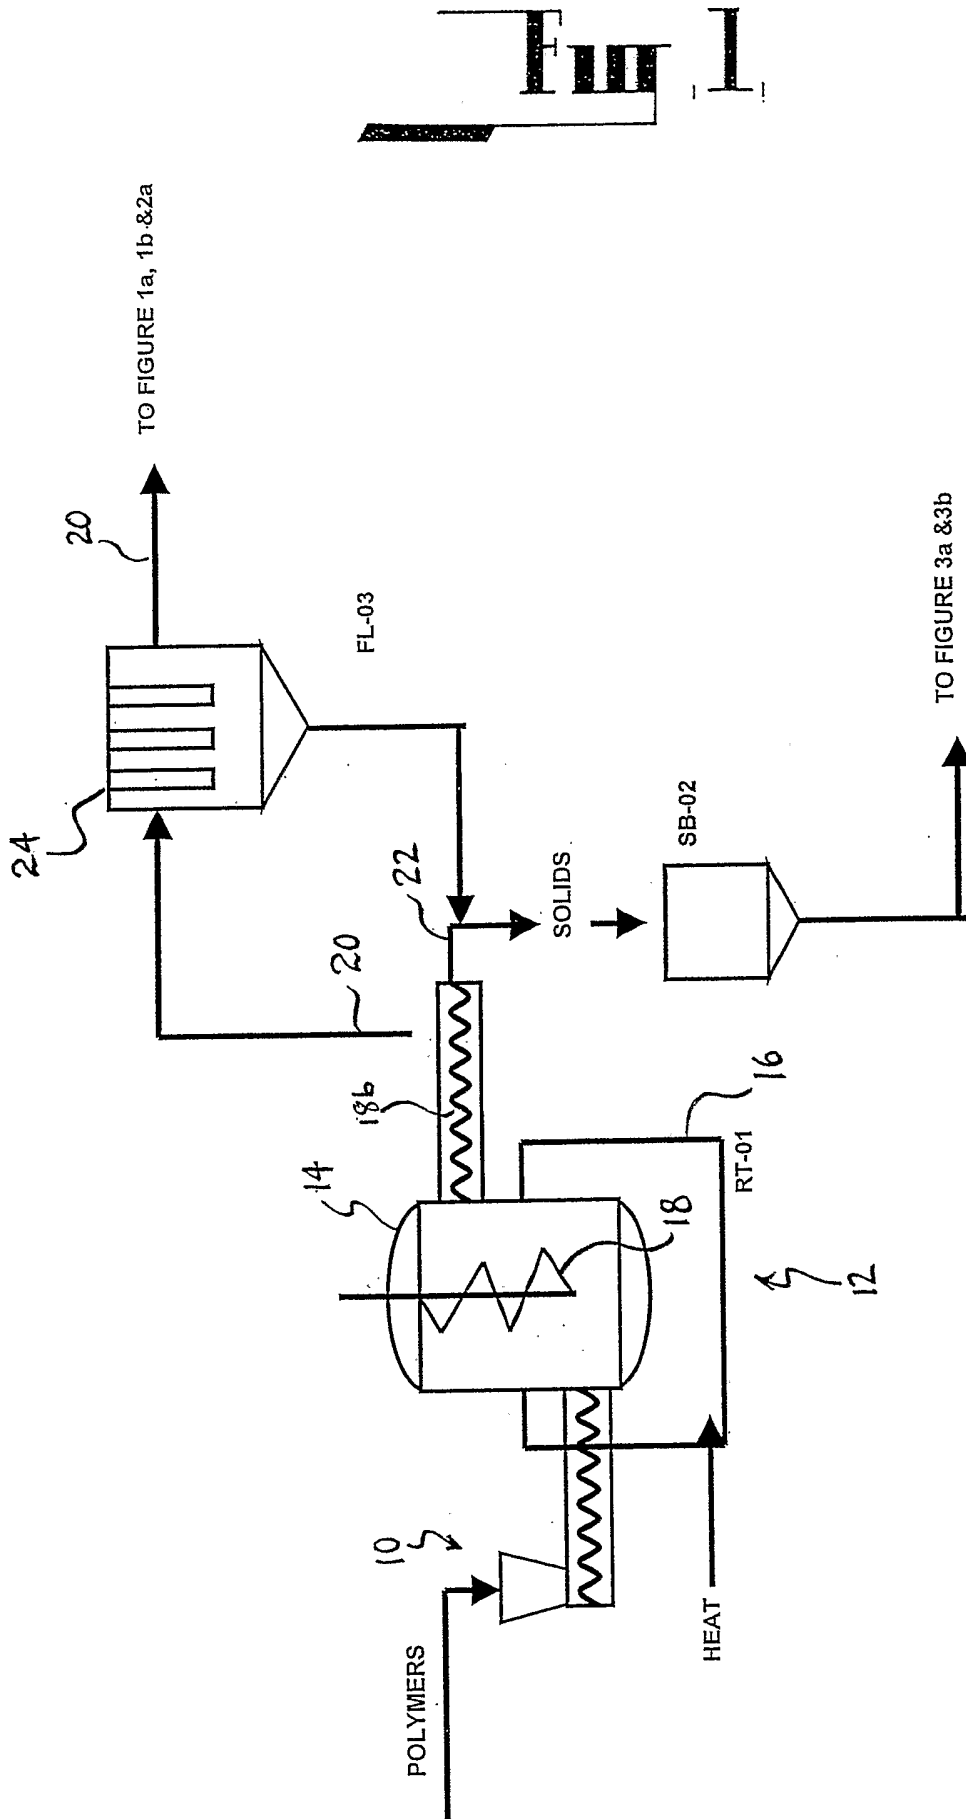 Fig 1
TO FIGURE 1a, 1b &2a
20
24
FL-03
22
20
SOLIDS
SB-02
TO FIGURE 3a &3b
18b
14
16
RT-01
18
12
10
POLYMERS
HEAT